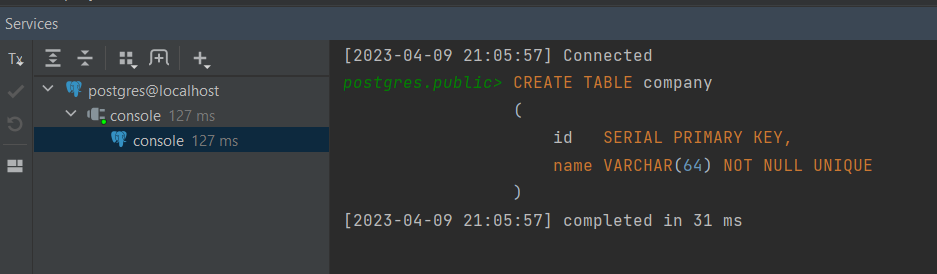 Services
Tx
postgres@localhost
console 127 ms
console 127 ms
[2023-04-09 21:05:57] Connected
postgres.public> CREATE TABLE company
(
id SERIAL PRIMARY KEY,
name VARCHAR(64) NOT NULL UNIQUE
)
[2023-04-09 21:05:57] completed in 31 ms